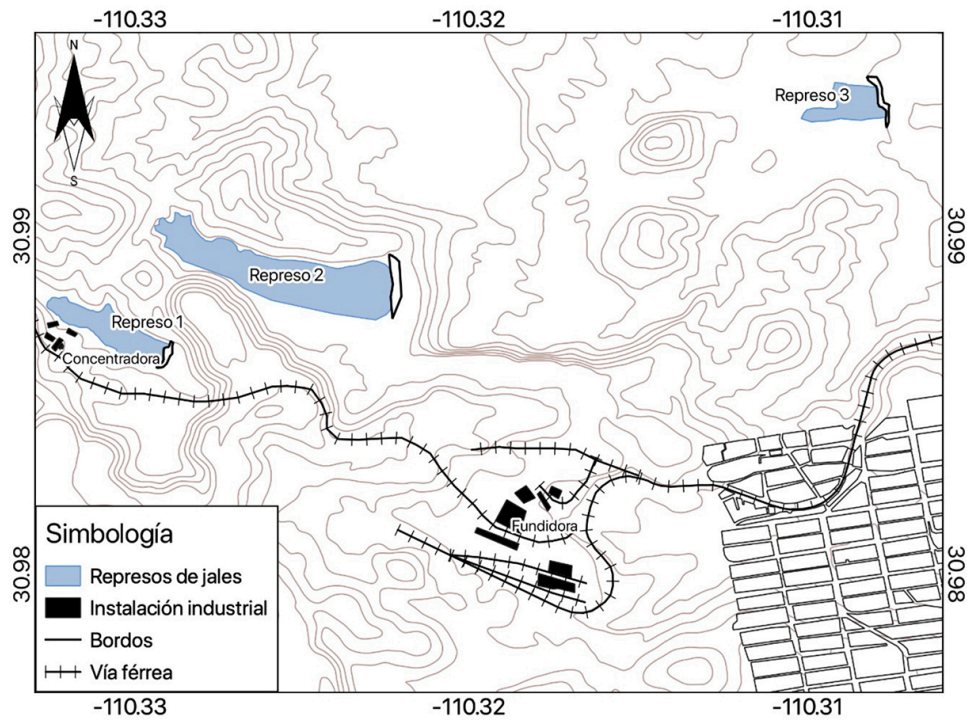 -110.33
-110.32
-110.31
N
S
Represo 3
30.99
30.99
Represo 2
Represo 1
Concentradora
Fundidora
30.98
30.98
Simbología
Represos de jales
Instalación industrial
Bordos
Vía férrea
-110.33
-110.32
-110.31